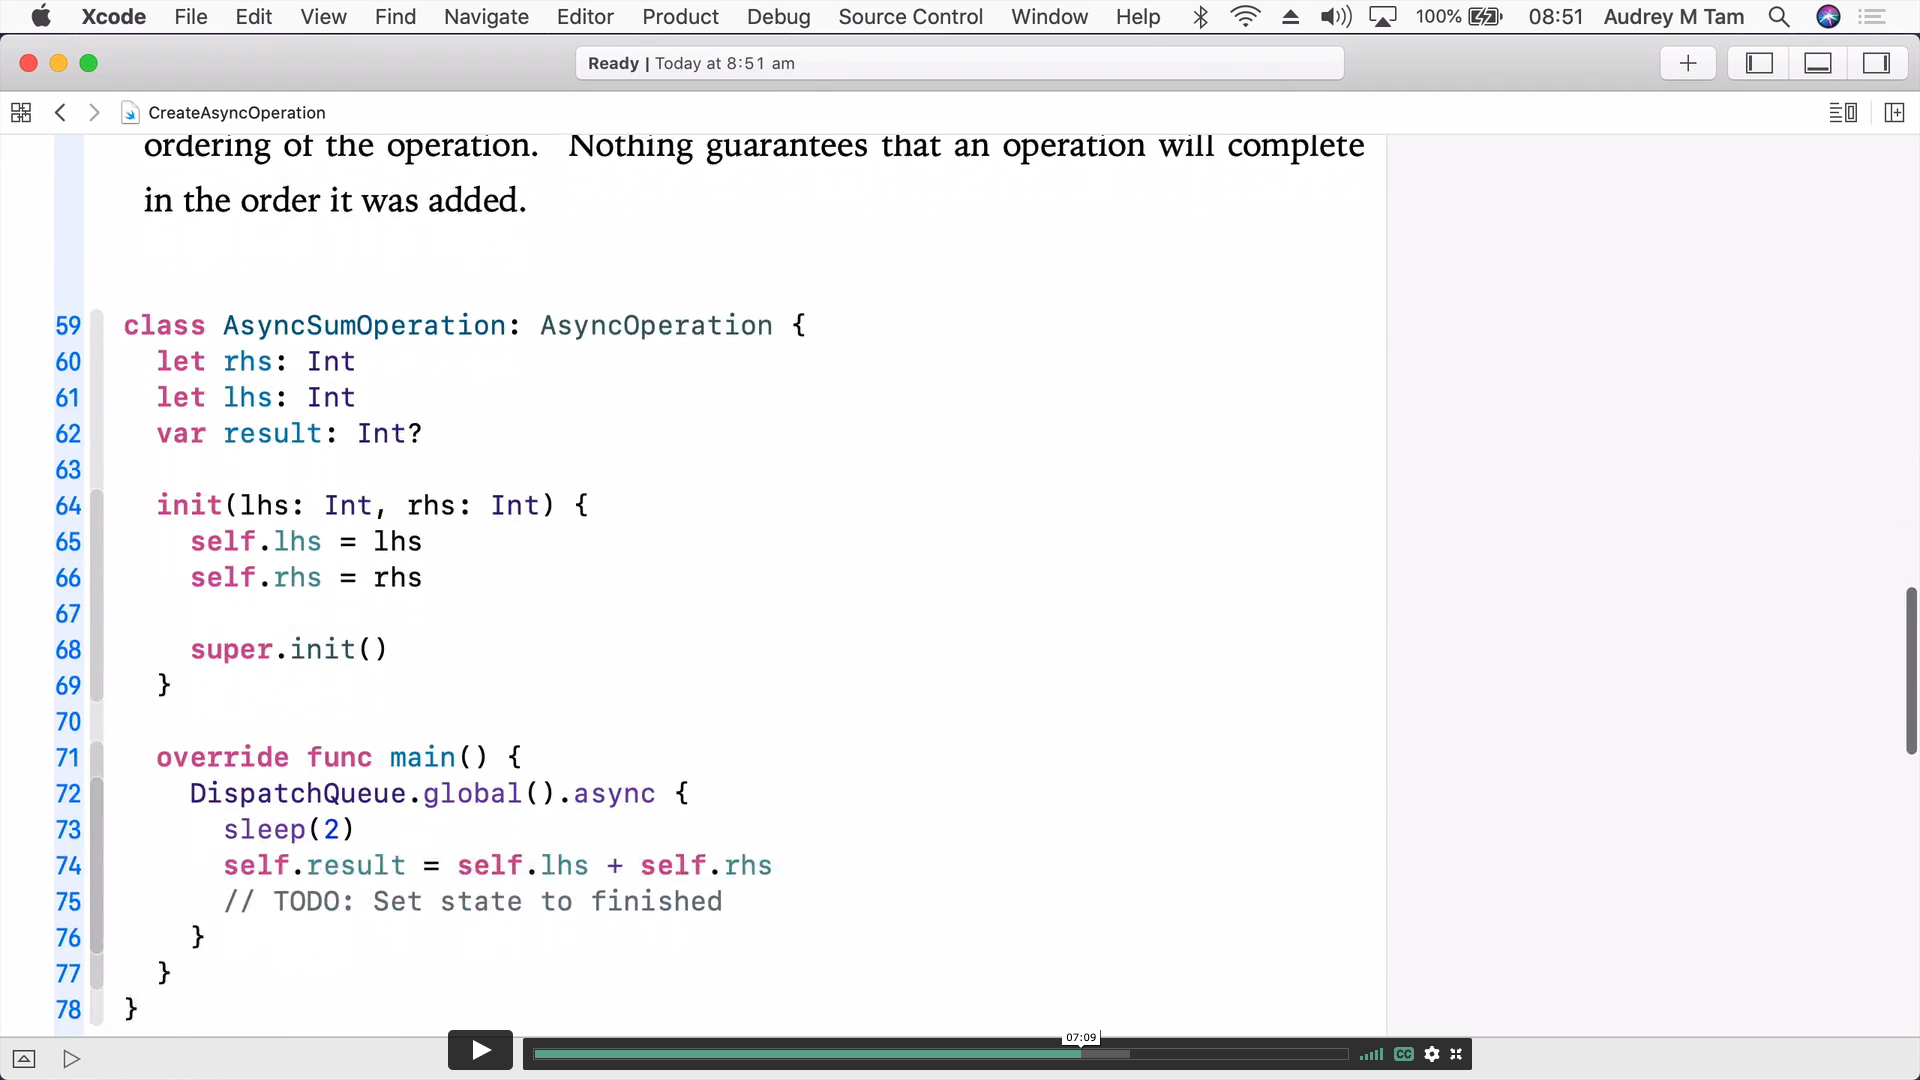 Xcode File Edit View Find Navigate Editor Product Debug Source Control Window Help 100% 08:51 Audrey M Tam
Ready | Today at 8:51 am
CreateAsyncOperation
ordering of the operation. Nothing guarantees that an operation will complete
in the order it was added.
59 class AsyncSumOperation: AsyncOperation {
60 let rhs: Int
61 let lhs: Int
62 var result: Int?
63
64 init(lhs: Int, rhs: Int) {
65 self.lhs = lhs
66 self.rhs = rhs
67
68 super.init()
69 }
70
71 override func main() {
72 DispatchQueue.global().async {
73 sleep(2)
74 self.result = self.lhs + self.rhs
75 // TODO: Set state to finished
76 }
77 }
78 }
07:09
CC